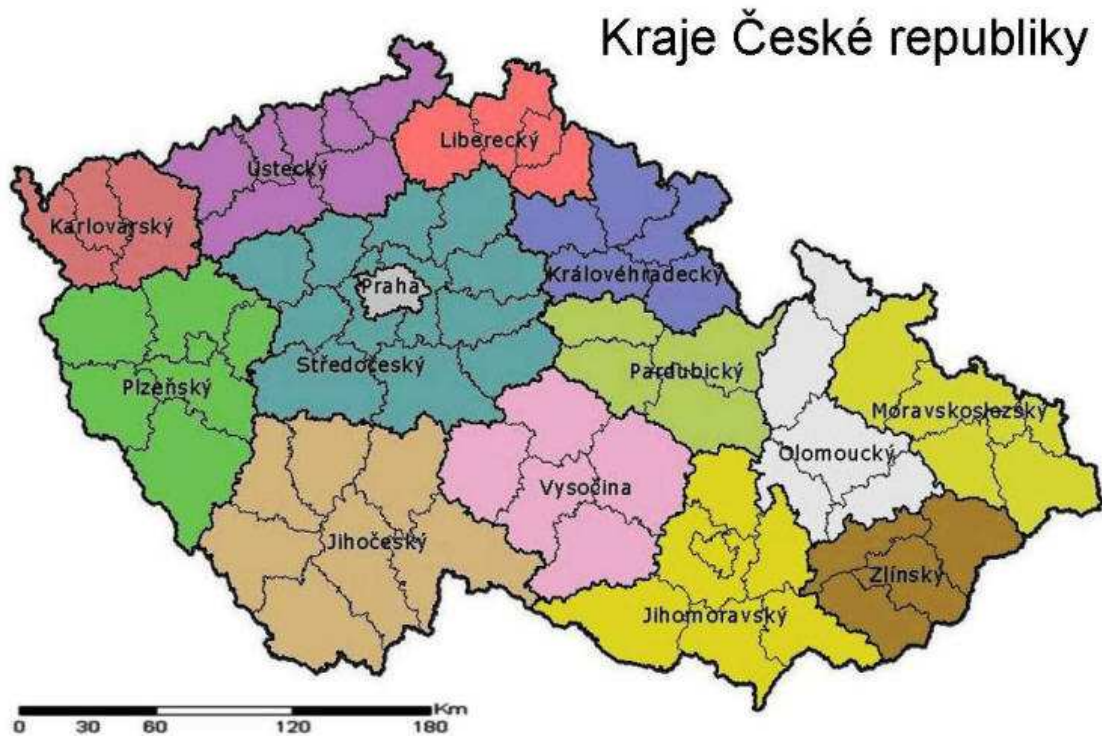 Kraje České republiky
Liberecký
Ústecký
Karlovarský
Královéhradecký
Praha
Středočeský
Pardubický
Plzeňský
Moravskoslezský
Olomoucký
Vysočina
Jihočeský
Zlínský
Jihomoravský
Km
0 30 60 120 180